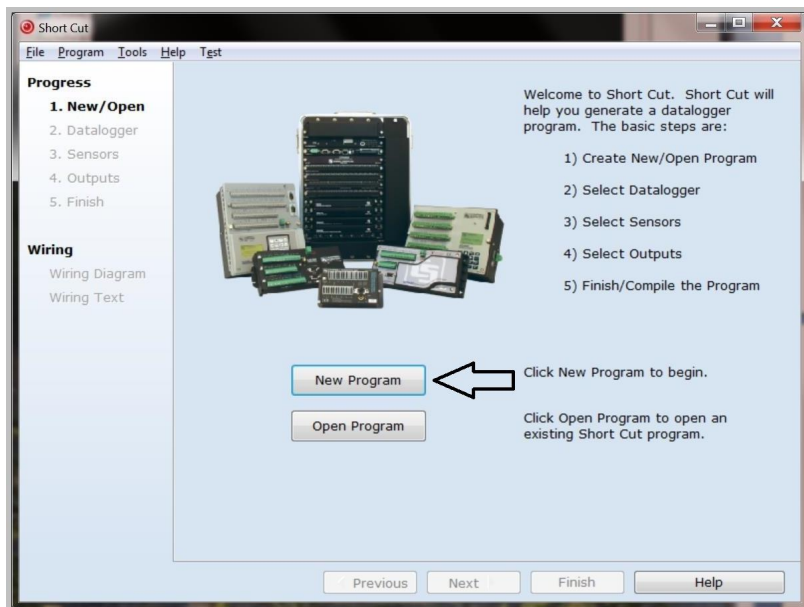 Short Cut
File Program Tools Help Test
Progress
1. New/Open
2. Datalogger
3. Sensors
4. Outputs
5. Finish
Wiring
Wiring Diagram
Wiring Text
Welcome to Short Cut. Short Cut will
help you generate a datalogger
program. The basic steps are:
1) Create New/Open Program
2) Select Datalogger
3) Select Sensors
4) Select Outputs
5) Finish/Compile the Program
New Program
Click New Program to begin.
Open Program
Click Open Program to open an
existing Short Cut program.
Previous Next Finish Help